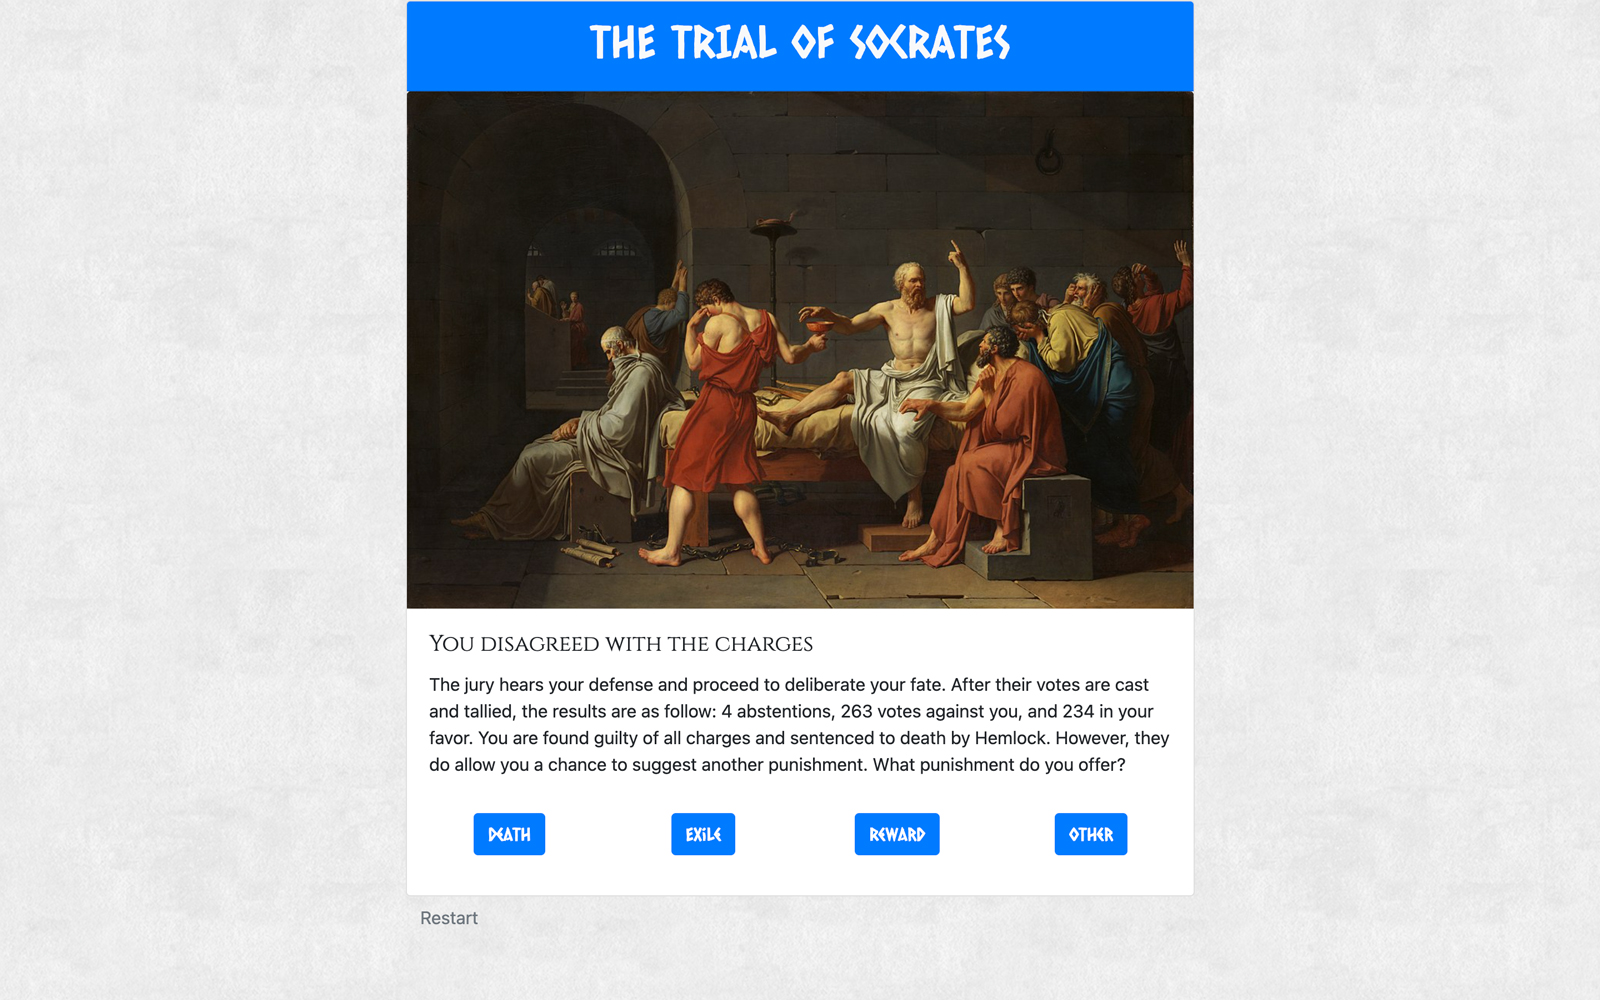 THE TRIAL OF SOCRATES
You disagreed with the charges
The jury hears your defense and proceed to deliberate your fate. After their votes are cast
and tallied, the results are as follow: 4 abstentions, 263 votes against you, and 234 in your
favor. You are found guilty of all charges and sentenced to death by Hemlock. However, they
do allow you a chance to suggest another punishment. What punishment do you offer?
DEATH
EXILE
REWARD
OTHER
Restart